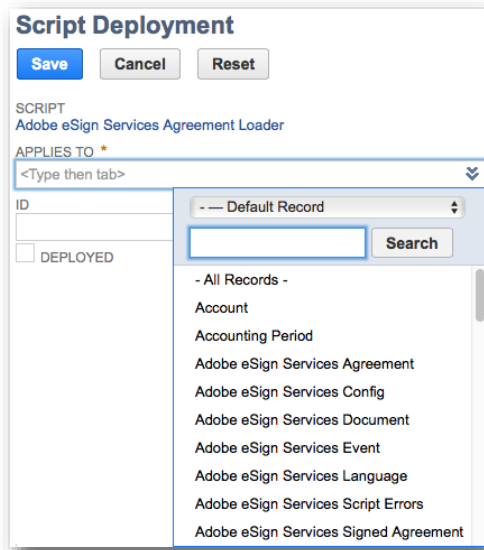 Script Deployment
Save Cancel Reset
SCRIPT
Adobe eSign Services Agreement Loader
APPLIES TO *
<Type then tab>
ID
- — Default Record
Search
DEPLOYED
- All Records -
Account
Accounting Period
Adobe eSign Services Agreement
Adobe eSign Services Config
Adobe eSign Services Document
Adobe eSign Services Event
Adobe eSign Services Language
Adobe eSign Services Script Errors
Adobe eSign Services Signed Agreement